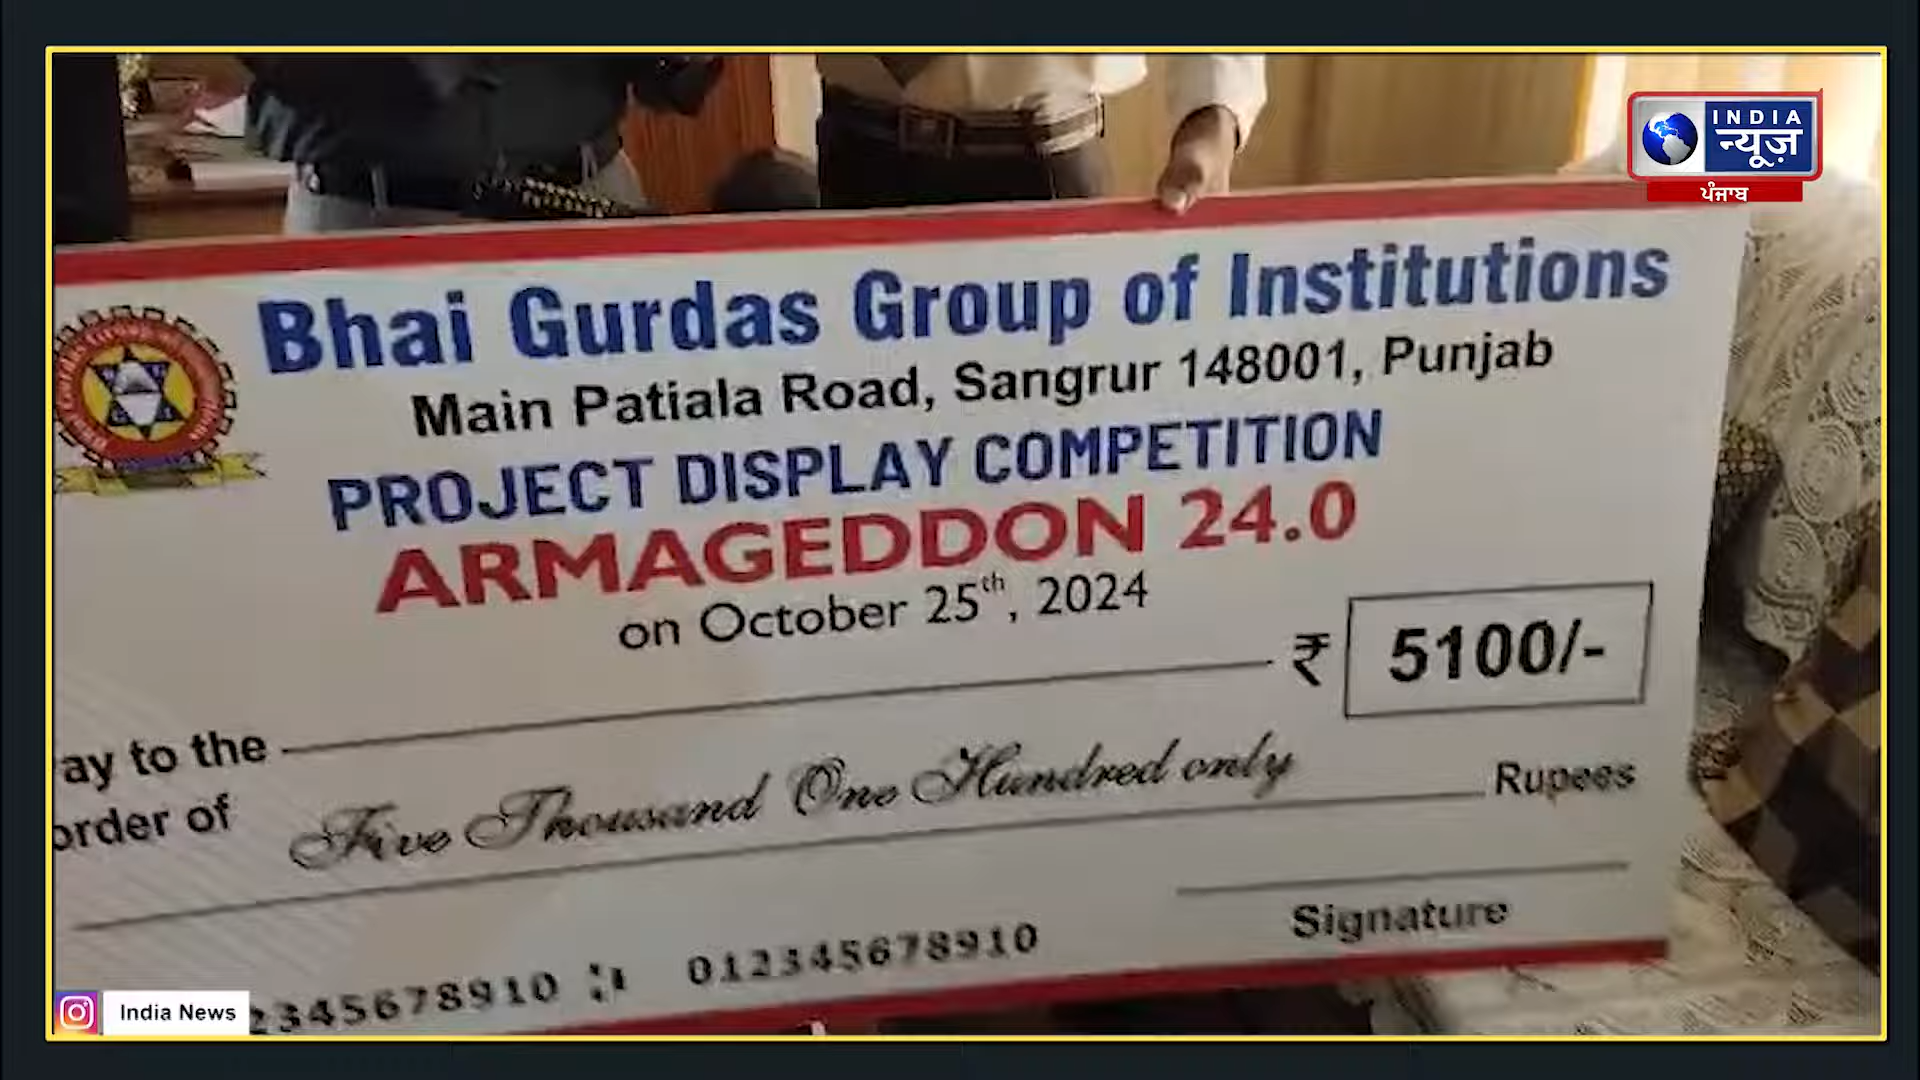 INDIA
न्यूज़
ਪੰਜਾਬ
Bhai Gurdas Group of Institutions
Main Patiala Road, Sangrur 148001, Punjab
PROJECT DISPLAY COMPETITION
ARMAGEDDON 24.0
on October 25th, 2024
₹ 5100/-
ay to the
order of
Five Thousand One Hundred only Rupees
Signature
2345678910 012345678910
India News